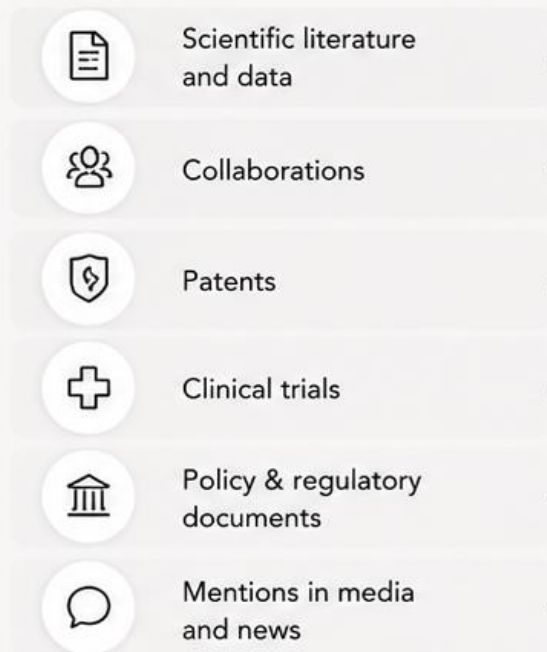 Scientific literature
and data
Collaborations
Patents
Clinical trials
Policy & regulatory
documents
Mentions in media
and news